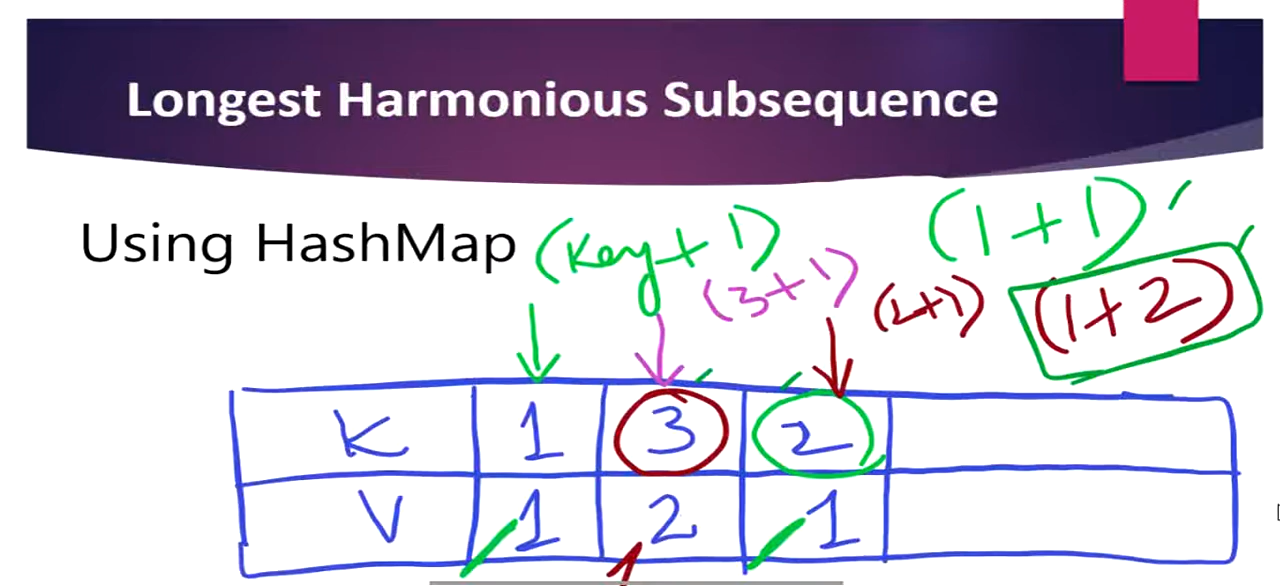 Longest Harmonious Subsequence
Using HashMap (Key+1) (1+1)
(3+1) (2+1) (1+2)
K 1 3 2
V 1 2 1